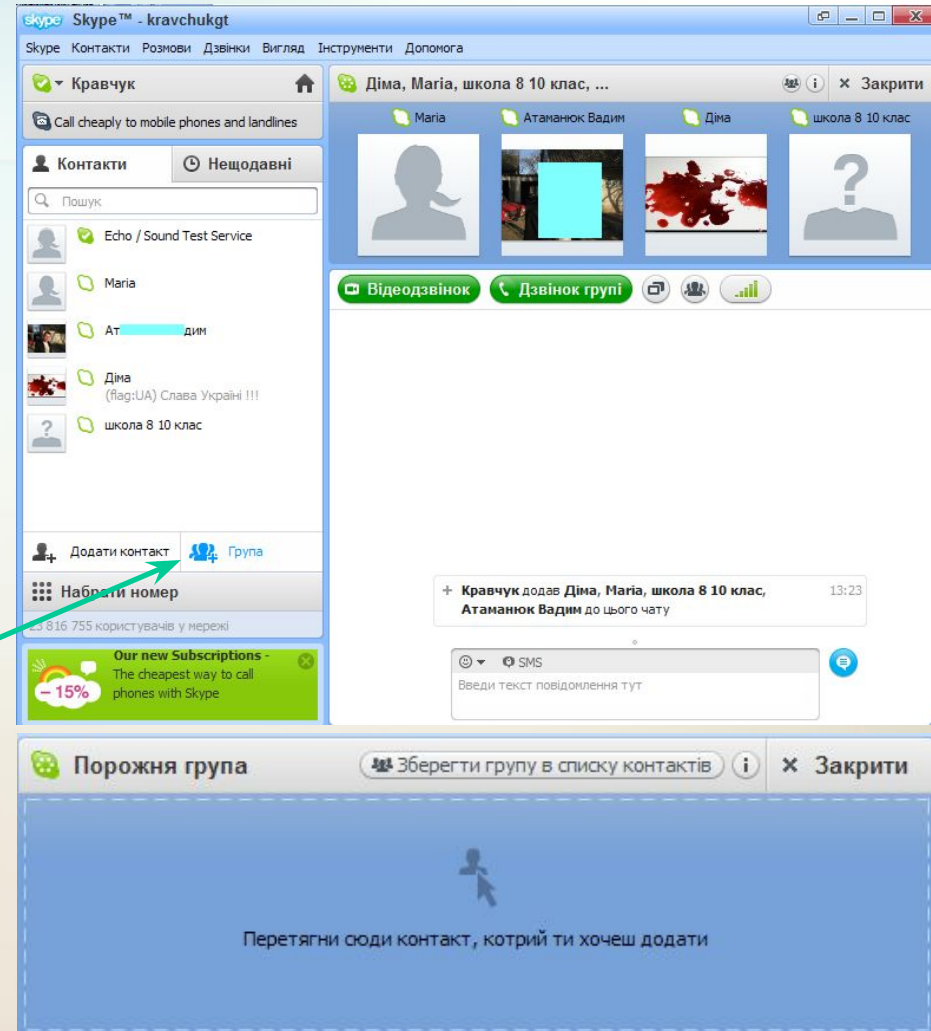 skype Skype™ - kravchukgt
Skype Контакти Розмови Дзвінки Вигляд Інструменти Допомога
Кравчук
Call cheaply to mobile phones and landlines
Контакти Нещодавні
Пошук
Echo / Sound Test Service
Maria
Ат дим
Діма
(flag:UA) Слава Україні !!!
школа 8 10 клас
Додати контакт Група
Набрати номер
23 816 755 користувачів у мережі
Our new Subscriptions -
The cheapest way to call
phones with Skype
– 15%
Діма, Maria, школа 8 10 клас, ...
Закрити
Maria Атаманюк Вадим Діма школа 8 10 клас
Відеодзвінок Дзвінок групі
Кравчук додав Діма, Maria, школа 8 10 клас,
Атаманюк Вадим до цього чату
13:23
SMS
Введи текст повідомлення тут
Порожня група Зберегти групу в списку контактів Закрити
Перетягни сюди контакт, котрий ти хочеш додати